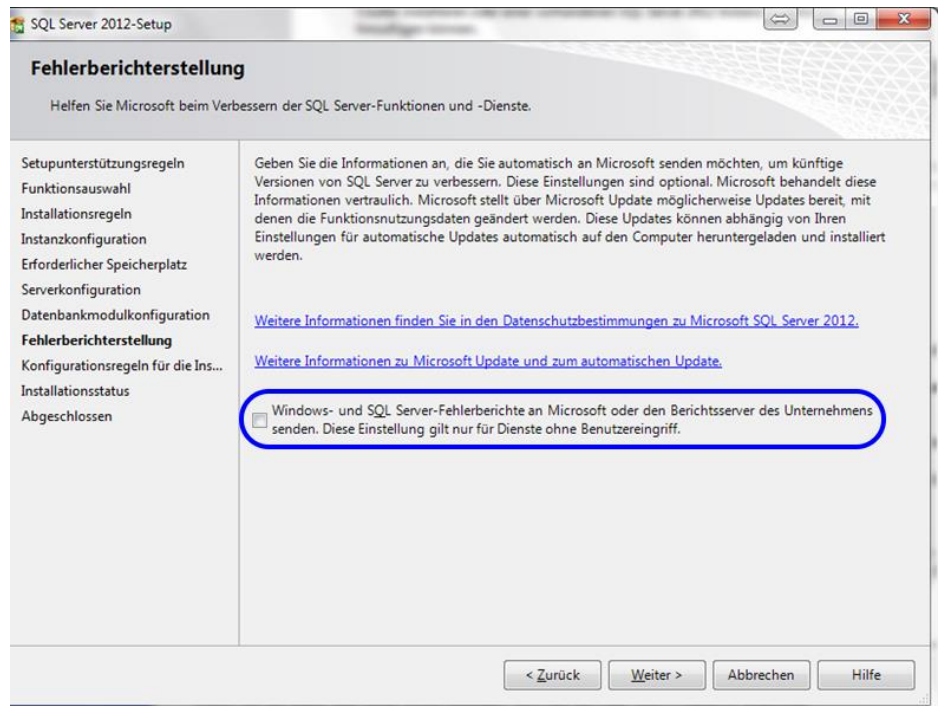 SQL Server 2012-Setup
Fehlerberichterstellung
Helfen Sie Microsoft beim Verbessern der SQL Server-Funktionen und -Dienste.
Setupunterstützungsregeln
Funktionsauswahl
Installationsregeln
Instanzkonfiguration
Erforderlicher Speicherplatz
Serverkonfiguration
Datenbankmodulkonfiguration
Fehlerberichterstellung
Konfigurationsregeln für die Ins...
Installationsstatus
Abgeschlossen
Geben Sie die Informationen an, die Sie automatisch an Microsoft senden möchten, um künftige
Versionen von SQL Server zu verbessern. Diese Einstellungen sind optional. Microsoft behandelt diese
Informationen vertraulich. Microsoft stellt über Microsoft Update möglicherweise Updates bereit, mit
denen die Funktionsnutzungsdaten geändert werden. Diese Updates können abhängig von Ihren
Einstellungen für automatische Updates automatisch auf den Computer heruntergeladen und installiert
werden.
Weitere Informationen finden Sie in den Datenschutzbestimmungen zu Microsoft SQL Server 2012.
Weitere Informationen zu Microsoft Update und zum automatischen Update.
Windows- und SQL Server-Fehlerberichte an Microsoft oder den Berichtsserver des Unternehmens
senden. Diese Einstellung gilt nur für Dienste ohne Benutzereingriff.
< Zurück
Weiter >
Abbrechen
Hilfe